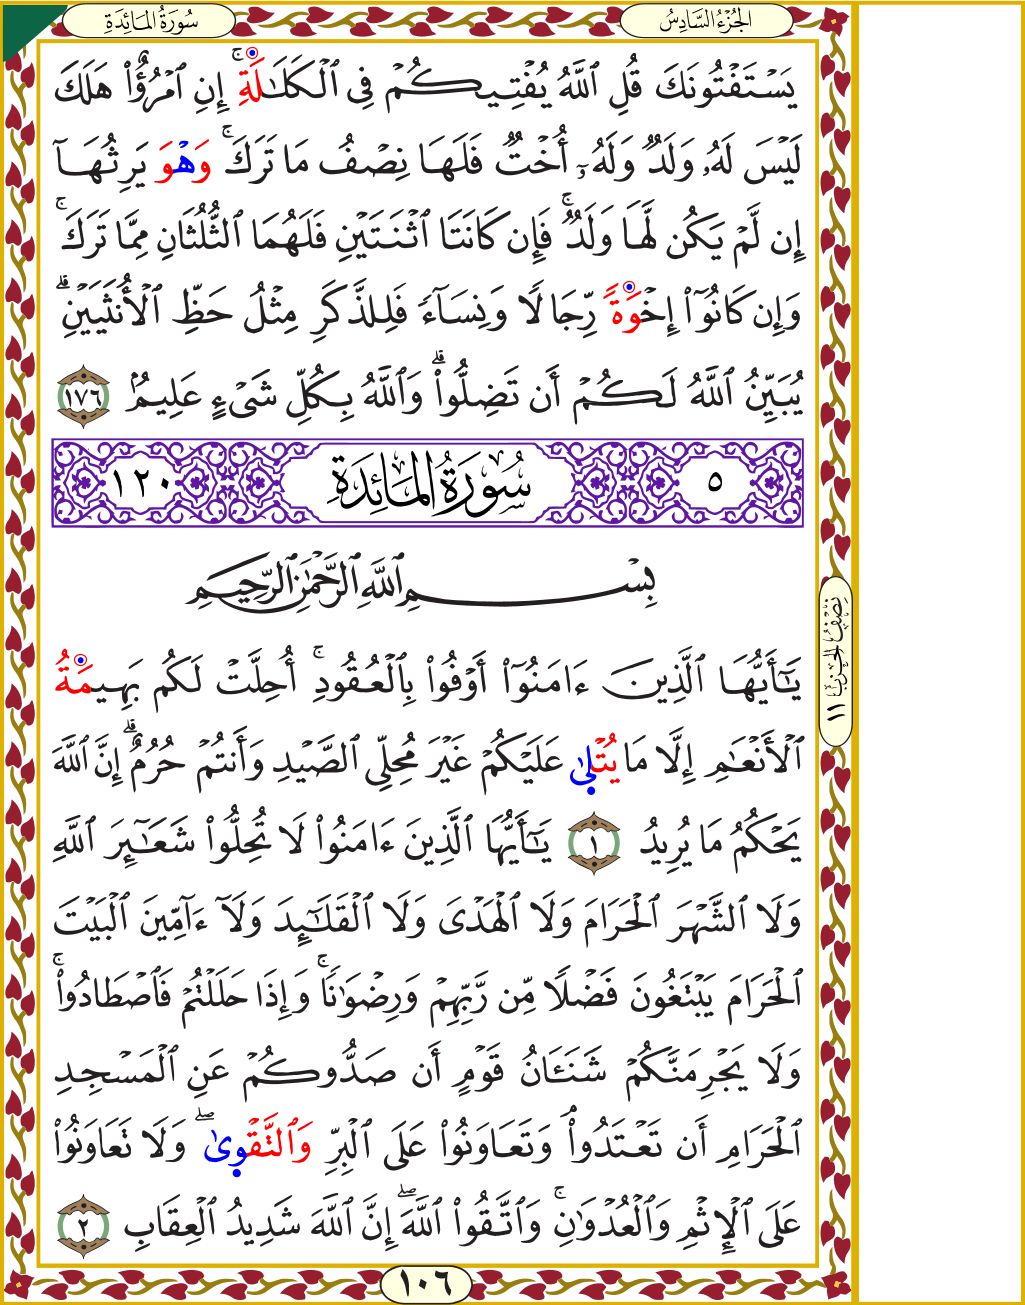 سُورَةُ المَائِدَةِ
الجُزْءُ السَّادِسُ
يَسْتَفْتُونَكَ قُلِ ٱللَّهُ يُفْتِيكُمْ فِى ٱلْكَلَٰلَةِۚ إِنِ ٱمْرُؤٌا۟ هَلَكَ
لَيْسَ لَهُۥ وَلَدٌ وَلَهُۥٓ أُخْتٌ فَلَهَا نِصْفُ مَا تَرَكَۚ وَهْوَ يَرِثُهَآ
إِن لَّمْ يَكُن لَّهَا وَلَدٌۚ فَإِن كَانَتَا ٱثْنَتَيْنِ فَلَهُمَا ٱلثُّلُثَانِ مِمَّا تَرَكَۚ
وَإِن كَانُوٓا۟ إِخْوَةً رِّجَالًا وَنِسَآءً فَلِلذَّكَرِ مِثْلُ حَظِّ ٱلْأُنثَيَيْنِۗ
يُبَيِّنُ ٱللَّهُ لَكُمْ أَن تَضِلُّوا۟ۗ وَٱللَّهُ بِكُلِّ شَىْءٍ عَلِيمٌۢ ١٧٦
٥ سُورَةُ المَائِدَةِ ١٢٠
بِسْمِ ٱللَّهِ ٱلرَّحْمَٰنِ ٱلرَّحِيمِ
يَٰٓأَيُّهَا ٱلَّذِينَ ءَامَنُوٓا۟ أَوْفُوا۟ بِٱلْعُقُودِۚ أُحِلَّتْ لَكُم بَهِيمَةُ
ٱلْأَنْعَٰمِ إِلَّا مَا يُتْلَىٰ عَلَيْكُمْ غَيْرَ مُحِلِّى ٱلصَّيْدِ وَأَنتُمْ حُرُمٌۗ إِنَّ ٱللَّهَ
يَحْكُمُ مَا يُرِيدُ ١ يَٰٓأَيُّهَا ٱلَّذِينَ ءَامَنُوا۟ لَا تُحِلُّوا۟ شَعَٰٓئِرَ ٱللَّهِ
وَلَا ٱلشَّهْرَ ٱلْحَرَامَ وَلَا ٱلْهَدْىَ وَلَا ٱلْقَلَٰٓئِدَ وَلَآ ءَآمِّينَ ٱلْبَيْتَ
ٱلْحَرَامَ يَبْتَغُونَ فَضْلًا مِّن رَّبِّهِمْ وَرِضْوَٰنًاۚ وَإِذَا حَلَلْتُمْ فَٱصْطَادُوا۟ۚ
وَلَا يَجْرِمَنَّكُمْ شَنَـَٔانُ قَوْمٍ أَن صَدُّوكُمْ عَنِ ٱلْمَسْجِدِ
ٱلْحَرَامِ أَن تَعْتَدُوا۟ۘ وَتَعَاوَنُوا۟ عَلَى ٱلْبِرِّ وَٱلتَّقْوَىٰۖ وَلَا تَعَاوَنُوا۟
عَلَى ٱلْإِثْمِ وَٱلْعُدْوَٰنِۚ وَٱتَّقُوا۟ ٱللَّهَۖ إِنَّ ٱللَّهَ شَدِيدُ ٱلْعِقَابِ ٢
نِصْفُ الحِزْبِ ١١
١٠٦